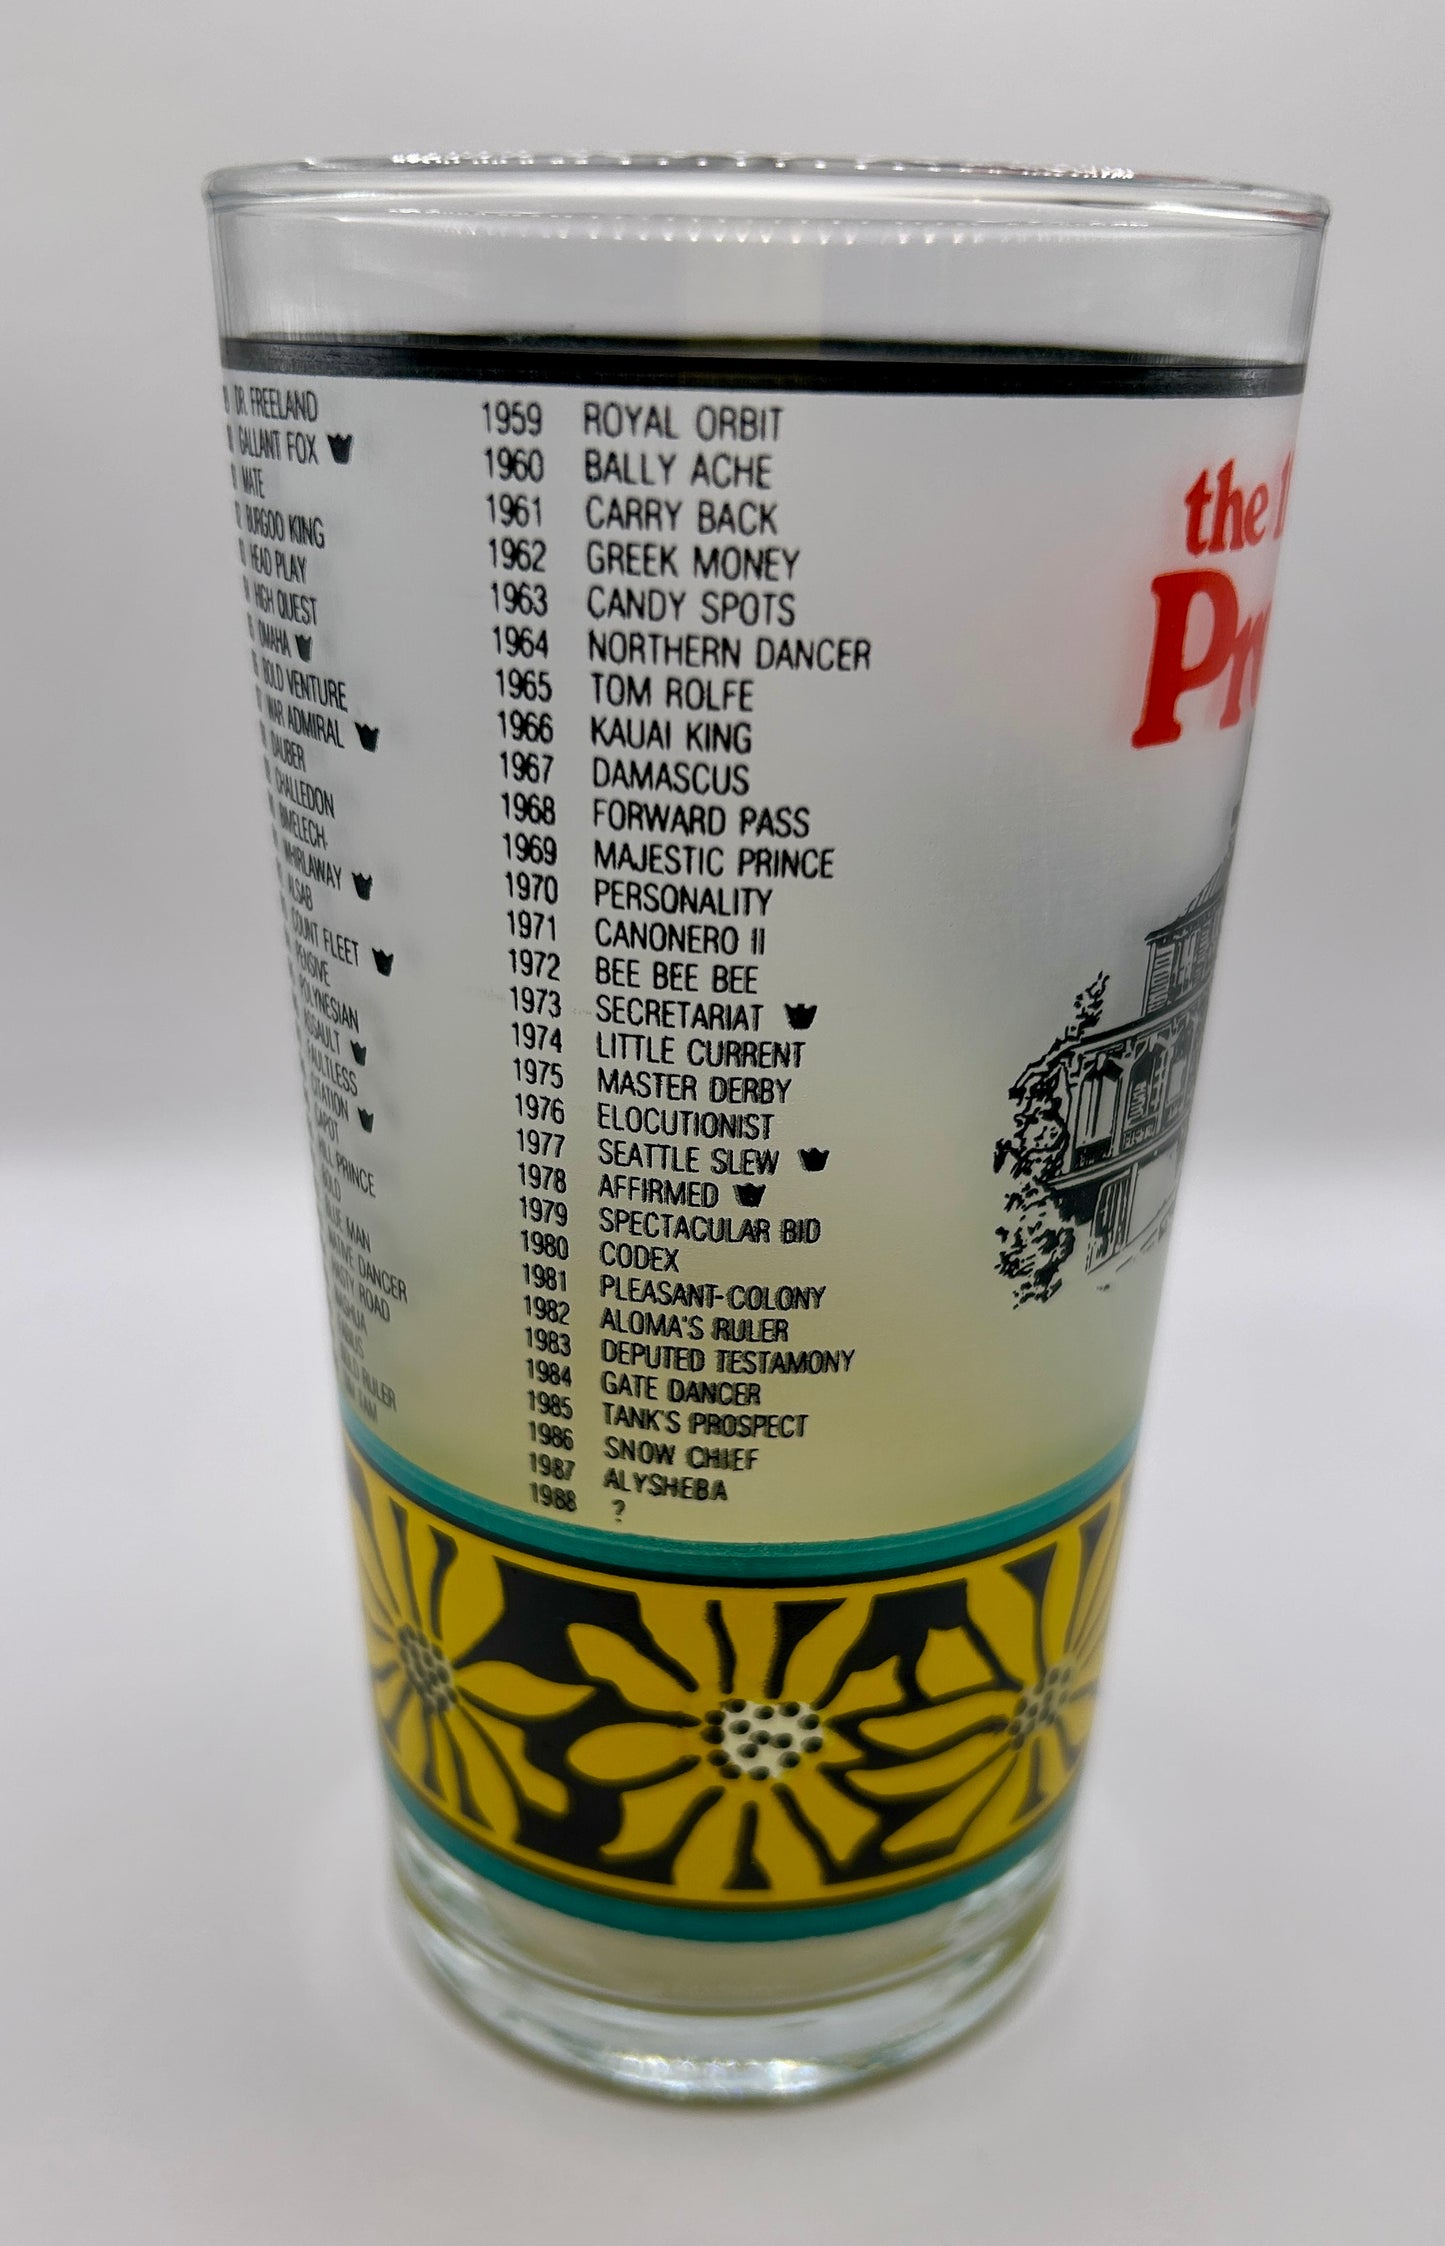 DR. FREELAND
GALLANT FOX
MATE
BURGOO KING
HEAD PLAY
HIGH QUEST
OMAHA
BOLD VENTURE
WAR ADMIRAL
DAUBER
CHALLEDON
BIMELECH
WHIRLAWAY
ALSAB
COUNT FLEET
PENSIVE
POLYNESIAN
ASSAULT
FAULTLESS
CITATION
CAPOT
HILL PRINCE
BOLD
BLUE MAN
NATIVE DANCER
HASTY ROAD
NASHUA
FABIUS
BOLD RULER
TIM TAM
1959 ROYAL ORBIT
1960 BALLY ACHE
1961 CARRY BACK
1962 GREEK MONEY
1963 CANDY SPOTS
1964 NORTHERN DANCER
1965 TOM ROLFE
1966 KAUAI KING
1967 DAMASCUS
1968 FORWARD PASS
1969 MAJESTIC PRINCE
1970 PERSONALITY
1971 CANONERO II
1972 BEE BEE BEE
1973 SECRETARIAT
1974 LITTLE CURRENT
1975 MASTER DERBY
1976 ELOCUTIONIST
1977 SEATTLE SLEW
1978 AFFIRMED
1979 SPECTACULAR BID
1980 CODEX
1981 PLEASANT-COLONY
1982 ALOMA'S RULER
1983 DEPUTED TESTAMONY
1984 GATE DANCER
1985 TANK'S PROSPECT
1986 SNOW CHIEF
1987 ALYSHEBA
1988 ?
the 1
Pr